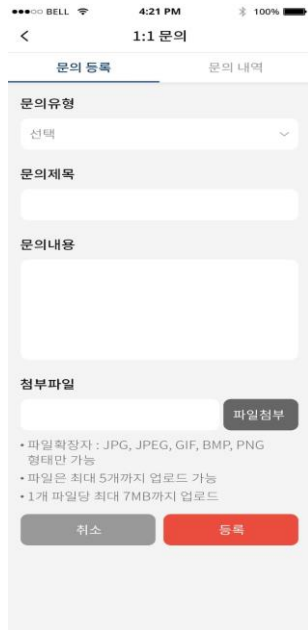 BELL 4:21 PM 100%
1:1 문의
문의 등록 문의 내역
문의유형
선택
문의제목
문의내용
첨부파일
파일첨부
• 파일확장자 : JPG, JPEG, GIF, BMP, PNG
형태만 가능
• 파일은 최대 5개까지 업로드 가능
• 1개 파일당 최대 7MB까지 업로드
취소 등록